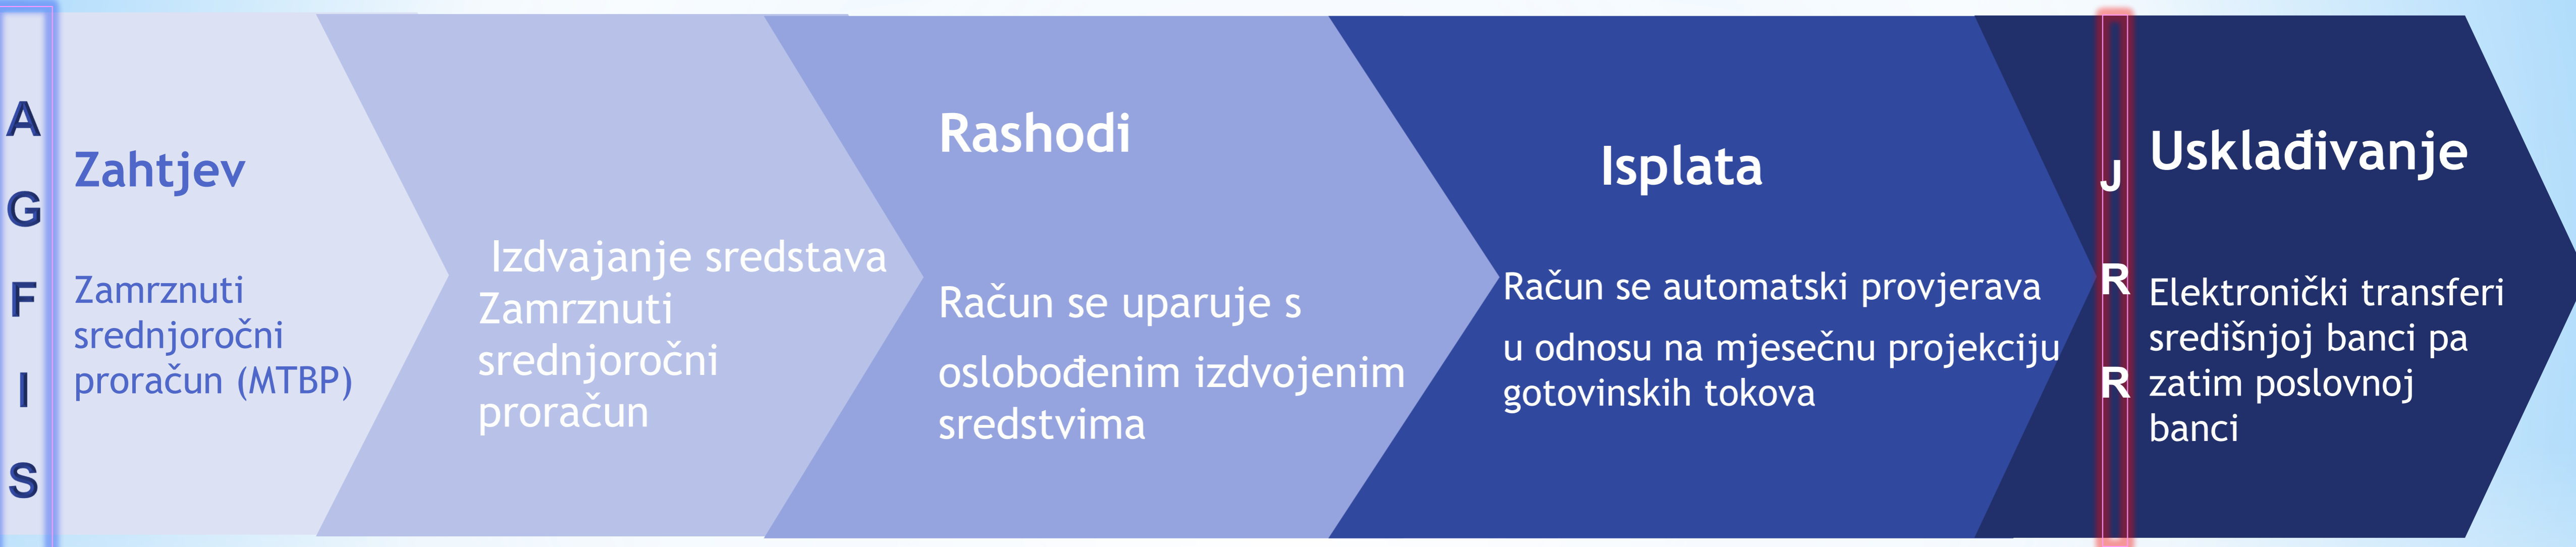 A
G
F
I
S
Zahtjev
Zamrznuti
srednjoročni
proračun (MTBP)
Izdvajanje sredstava
Zamrznuti
srednjoročni
proračun
Rashodi
Račun se uparuje s
oslobođenim izdvojenim
sredstvima
Isplata
Račun se automatski provjerava
u odnosu na mjesečnu projekciju
gotovinskih tokova
J
R
R
Usklađivanje
Elektronički transferi
središnjoj banci pa
zatim poslovnoj
banci